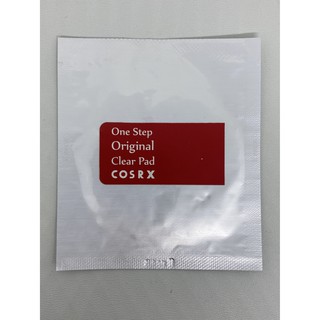 One Step
Original
Clear Pad
COSRX